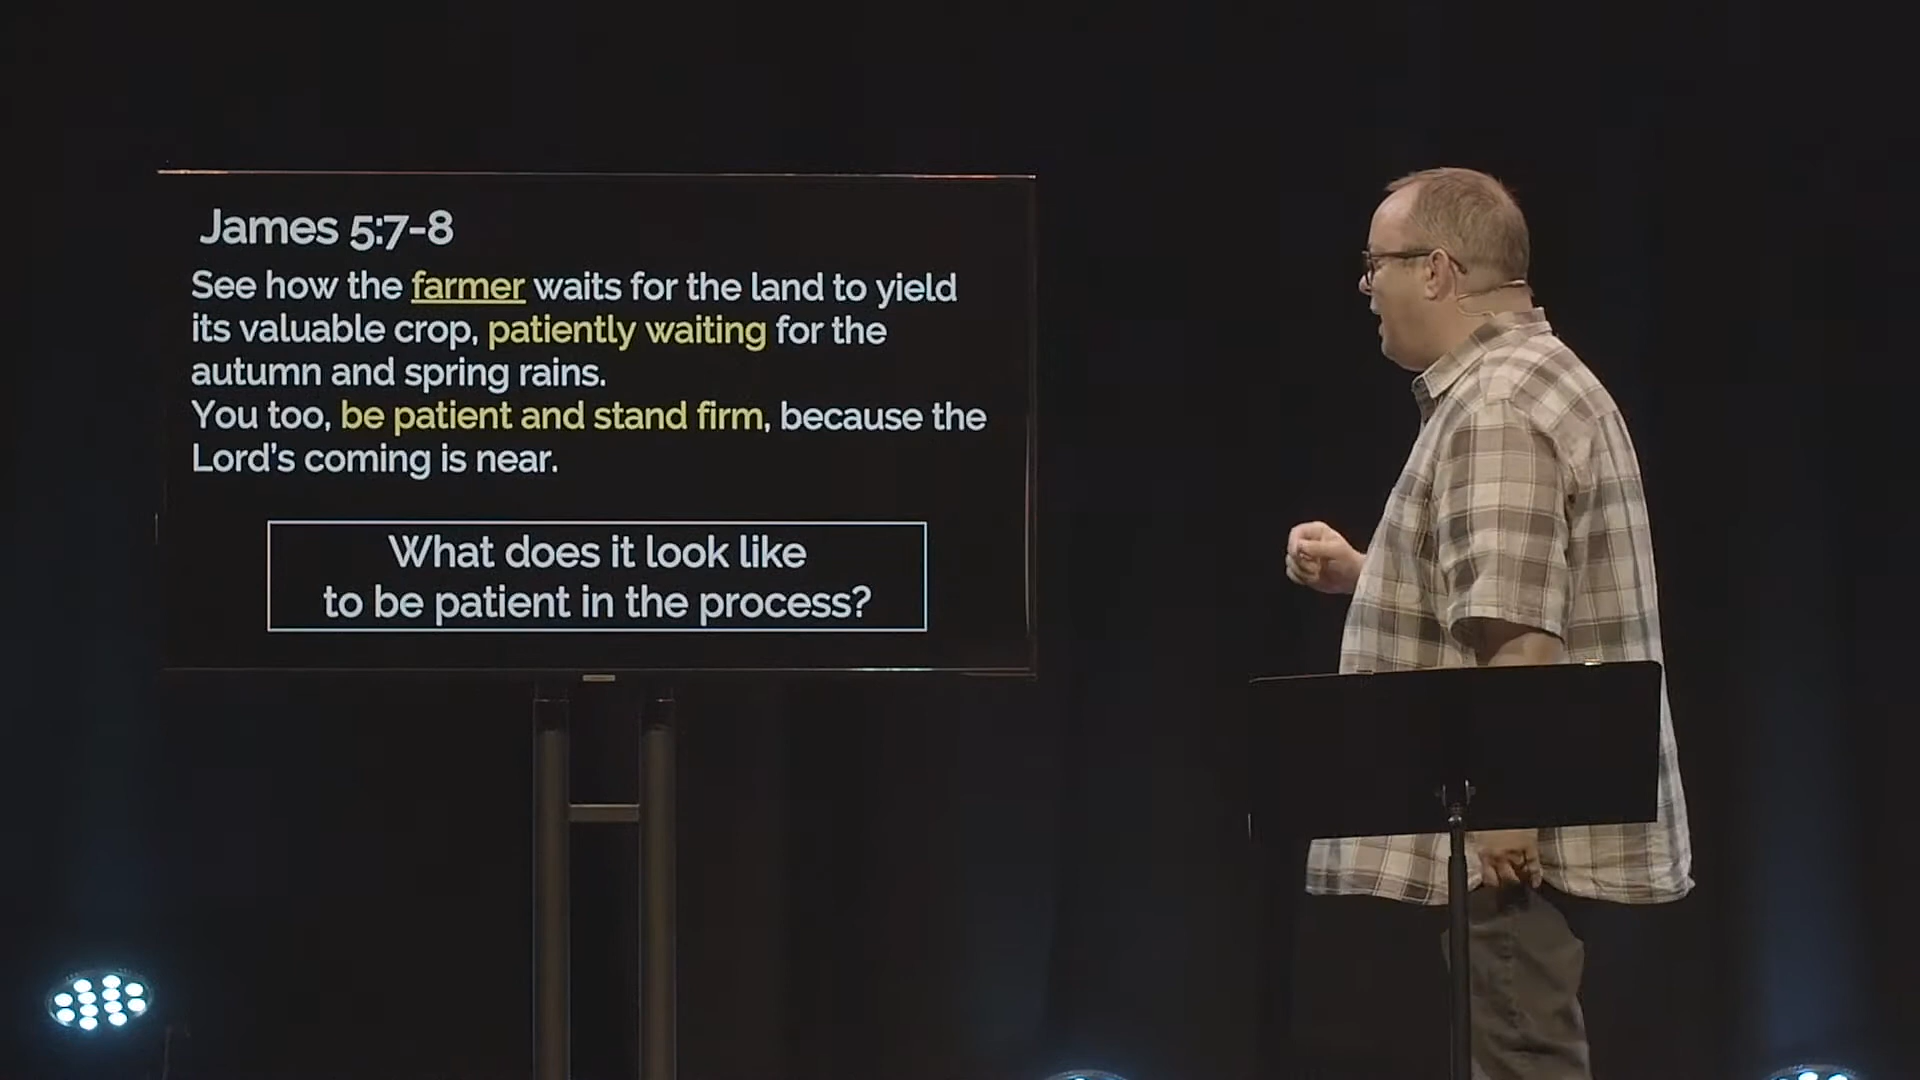 James 5:7-8
See how the farmer waits for the land to yield
its valuable crop, patiently waiting for the
autumn and spring rains.
You too, be patient and stand firm, because the
Lord's coming is near.
What does it look like
to be patient in the process?